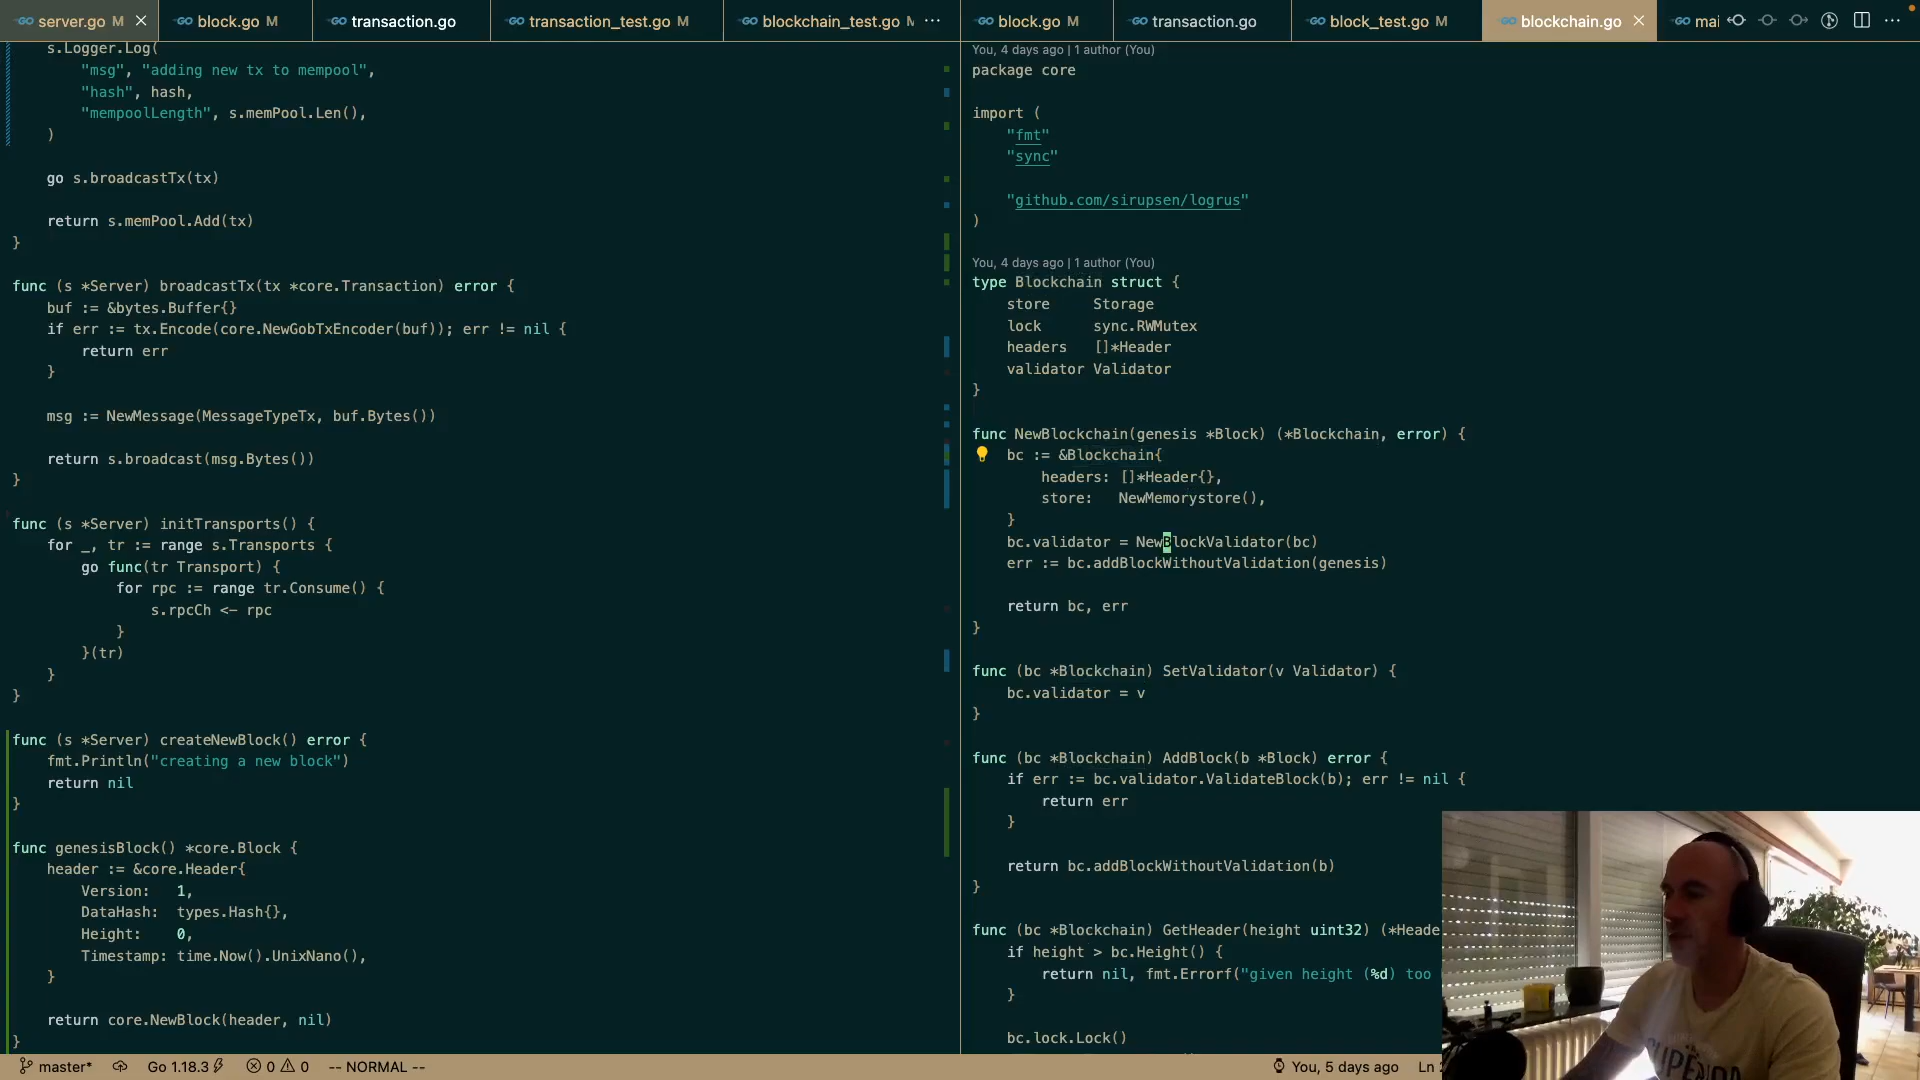 server.go M
block.go M
transaction.go
transaction_test.go M
blockchain_test.go M
s.Logger.Log(
"msg", "adding new tx to mempool",
"hash", hash,
"mempoolLength", s.memPool.Len(),
)
go s.broadcastTx(tx)
return s.memPool.Add(tx)
}
func (s *Server) broadcastTx(tx *core.Transaction) error {
buf := &bytes.Buffer{}
if err := tx.Encode(core.NewGobTxEncoder(buf)); err != nil {
return err
}
msg := NewMessage(MessageTypeTx, buf.Bytes())
return s.broadcast(msg.Bytes())
}
func (s *Server) initTransports() {
for _, tr := range s.Transports {
go func(tr Transport) {
for rpc := range tr.Consume() {
s.rpcCh <- rpc
}
}(tr)
}
}
func (s *Server) createNewBlock() error {
fmt.Println("creating a new block")
return nil
}
func genesisBlock() *core.Block {
header := &core.Header{
Version: 1,
DataHash: types.Hash{},
Height: 0,
Timestamp: time.Now().UnixNano(),
}
return core.NewBlock(header, nil)
}
block.go M
transaction.go
block_test.go M
blockchain.go
mai
You, 4 days ago | 1 author (You)
package core
import (
"fmt"
"sync"
"github.com/sirupsen/logrus"
)
You, 4 days ago | 1 author (You)
type Blockchain struct {
store Storage
lock sync.RWMutex
headers []*Header
validator Validator
}
func NewBlockchain(genesis *Block) (*Blockchain, error) {
bc := &Blockchain{
headers: []*Header{},
store: NewMemorystore(),
}
bc.validator = NewBlockValidator(bc)
err := bc.addBlockWithoutValidation(genesis)
return bc, err
}
func (bc *Blockchain) SetValidator(v Validator) {
bc.validator = v
}
func (bc *Blockchain) AddBlock(b *Block) error {
if err := bc.validator.ValidateBlock(b); err != nil {
return err
}
return bc.addBlockWithoutValidation(b)
}
func (bc *Blockchain) GetHeader(height uint32) (*Heade
if height > bc.Height() {
return nil, fmt.Errorf("given height (%d) too
}
bc.lock.Lock()
master*
Go 1.18.3
0
0
-- NORMAL --
You, 5 days ago
Ln